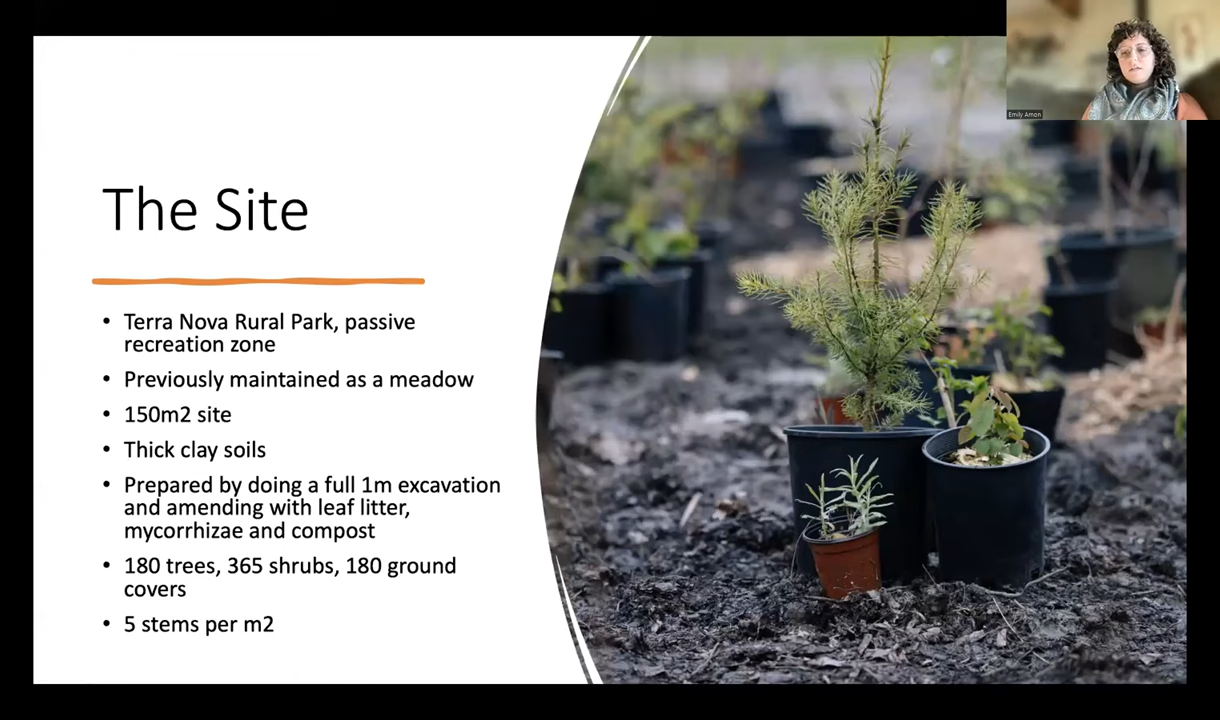 Emily Amon
The Site
• Terra Nova Rural Park, passive
recreation zone
• Previously maintained as a meadow
• 150m2 site
• Thick clay soils
• Prepared by doing a full 1m excavation
and amending with leaf litter,
mycorrhizae and compost
• 180 trees, 365 shrubs, 180 ground
covers
• 5 stems per m2